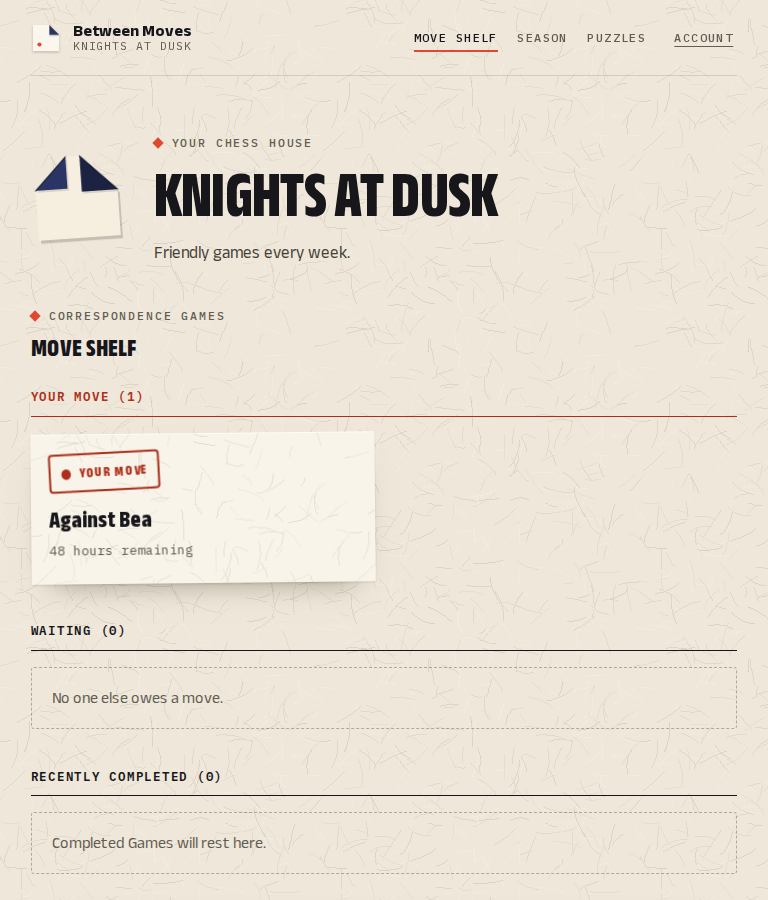 Between Moves
KNIGHTS AT DUSK
MOVE SHELF SEASON PUZZLES ACCOUNT
YOUR CHESS HOUSE
KNIGHTS AT DUSK
Friendly games every week.
CORRESPONDENCE GAMES
MOVE SHELF
YOUR MOVE (1)
YOUR MOVE
Against Bea
48 hours remaining
WAITING (0)
No one else owes a move.
RECENTLY COMPLETED (0)
Completed Games will rest here.